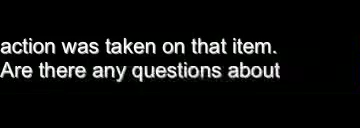 action was taken on that item.
Are there any questions about